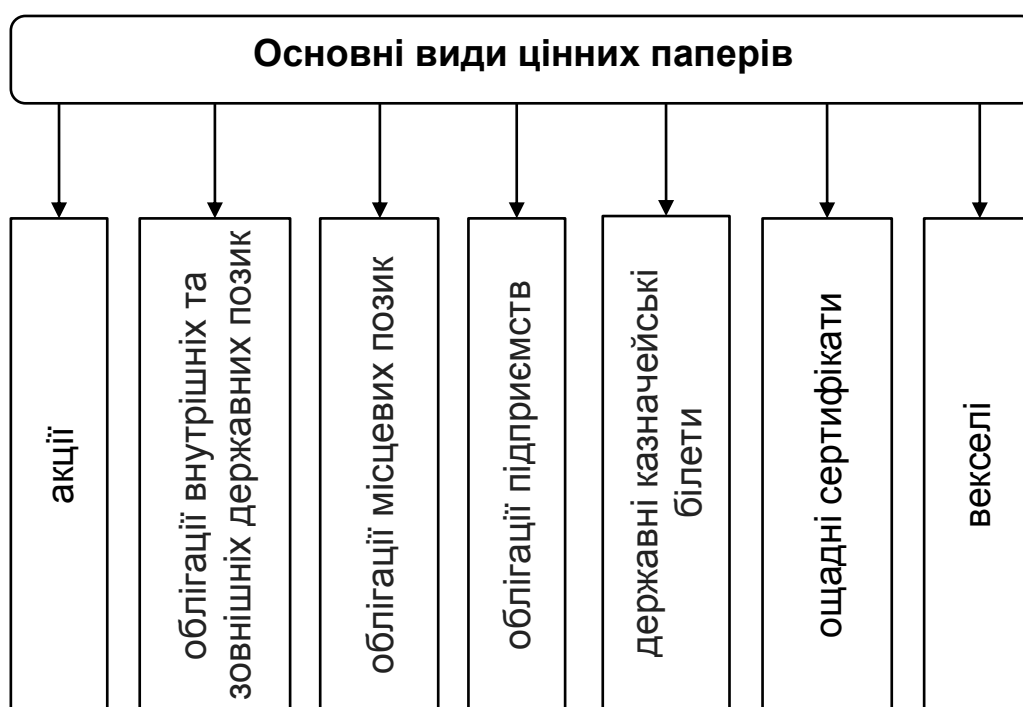 Основні види цінних паперів
акції
облігації внутрішніх та
зовнішніх державних позик
облігації місцевих позик
облігації підприємств
державні казначейські
білети
ощадні сертифікати
векселі